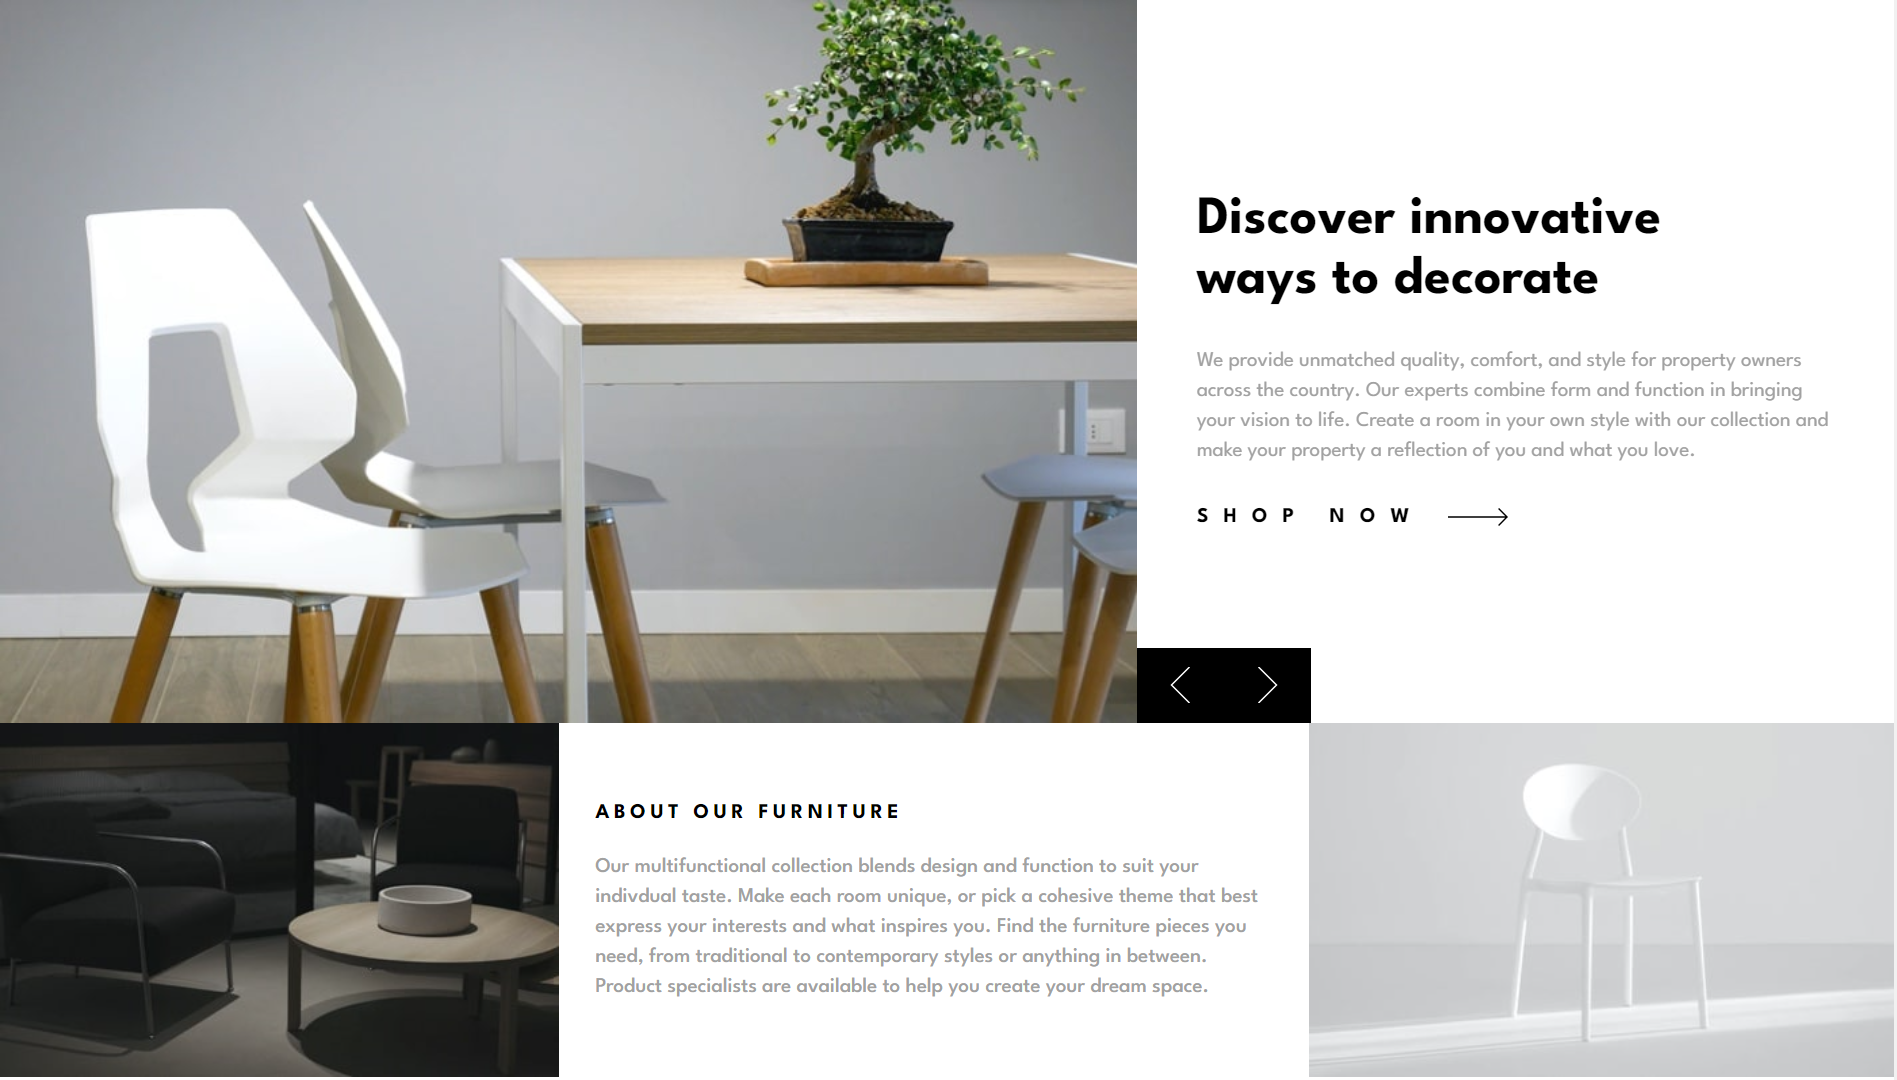 Discover innovative
ways to decorate
We provide unmatched quality, comfort, and style for property owners
across the country. Our experts combine form and function in bringing
your vision to life. Create a room in your own style with our collection and
make your property a reflection of you and what you love.
SHOP NOW
ABOUT OUR FURNITURE
Our multifunctional collection blends design and function to suit your
indivdual taste. Make each room unique, or pick a cohesive theme that best
express your interests and what inspires you. Find the furniture pieces you
need, from traditional to contemporary styles or anything in between.
Product specialists are available to help you create your dream space.